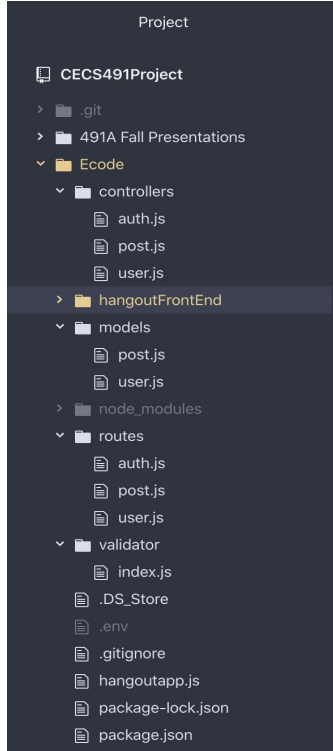 Project
CECS491Project
.git
491A Fall Presentations
Ecode
controllers
auth.js
post.js
user.js
hangoutFrontEnd
models
post.js
user.js
node_modules
routes
auth.js
post.js
user.js
validator
index.js
.DS_Store
.env
.gitignore
hangoutapp.js
package-lock.json
package.json